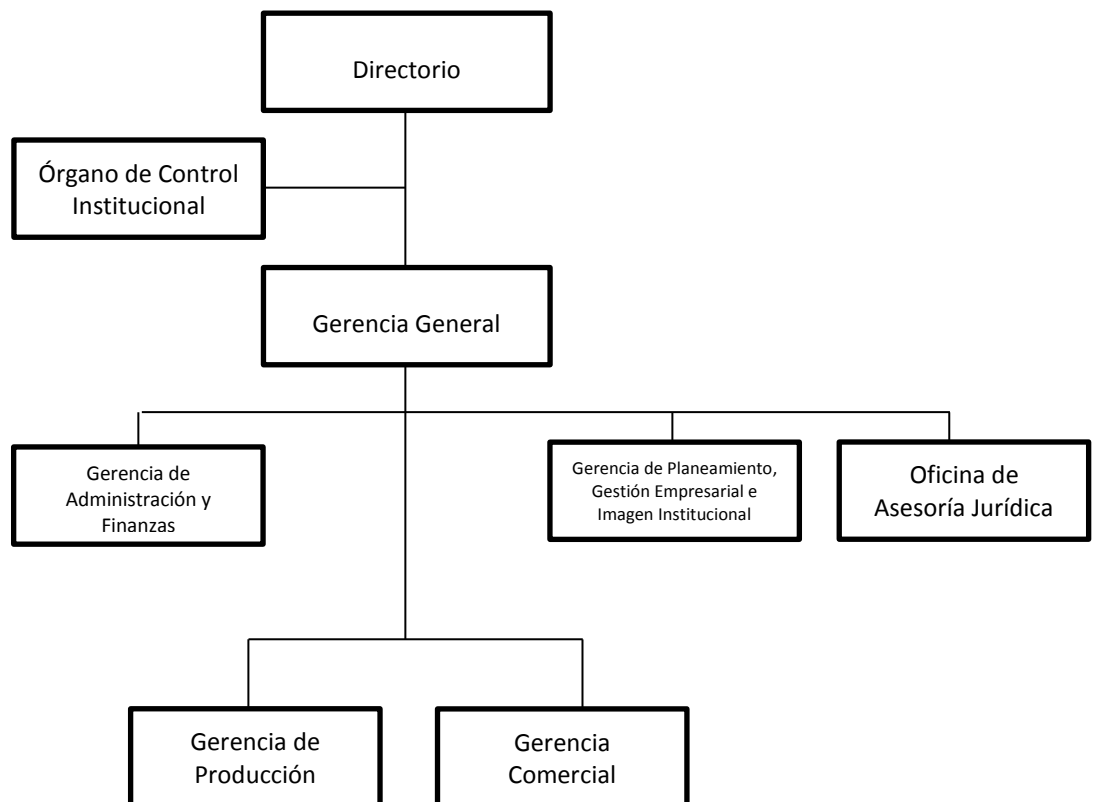 Directorio
Órgano de Control
Institucional
Gerencia General
Gerencia de
Administración y
Finanzas
Gerencia de Planeamiento,
Gestión Empresarial e
Imagen Institucional
Oficina de
Asesoría Jurídica
Gerencia de
Producción
Gerencia
Comercial